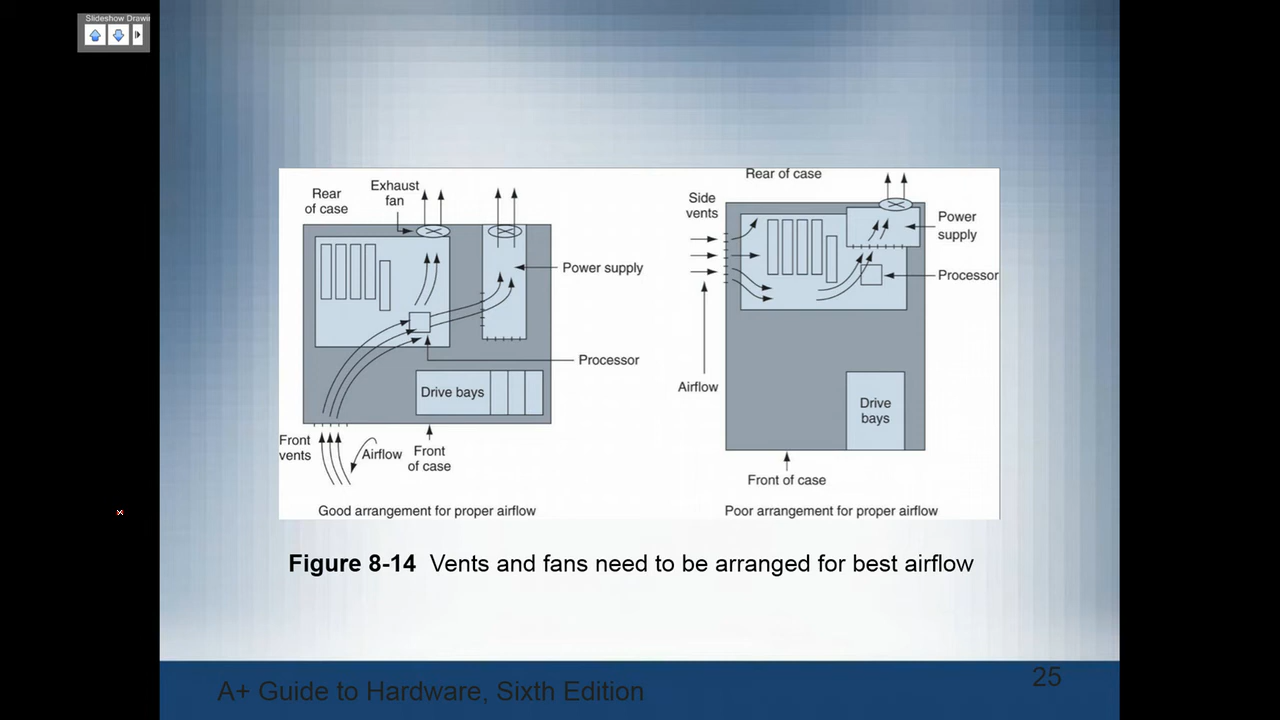 Slideshow Drawi
Rear
of case
Exhaust
fan
Power supply
Processor
Drive bays
Front
vents
Airflow
Front
of case
Good arrangement for proper airflow
Rear of case
Side
vents
Power
supply
Processor
Airflow
Drive
bays
Front of case
Poor arrangement for proper airflow
Figure 8-14 Vents and fans need to be arranged for best airflow
A+ Guide to Hardware, Sixth Edition
25